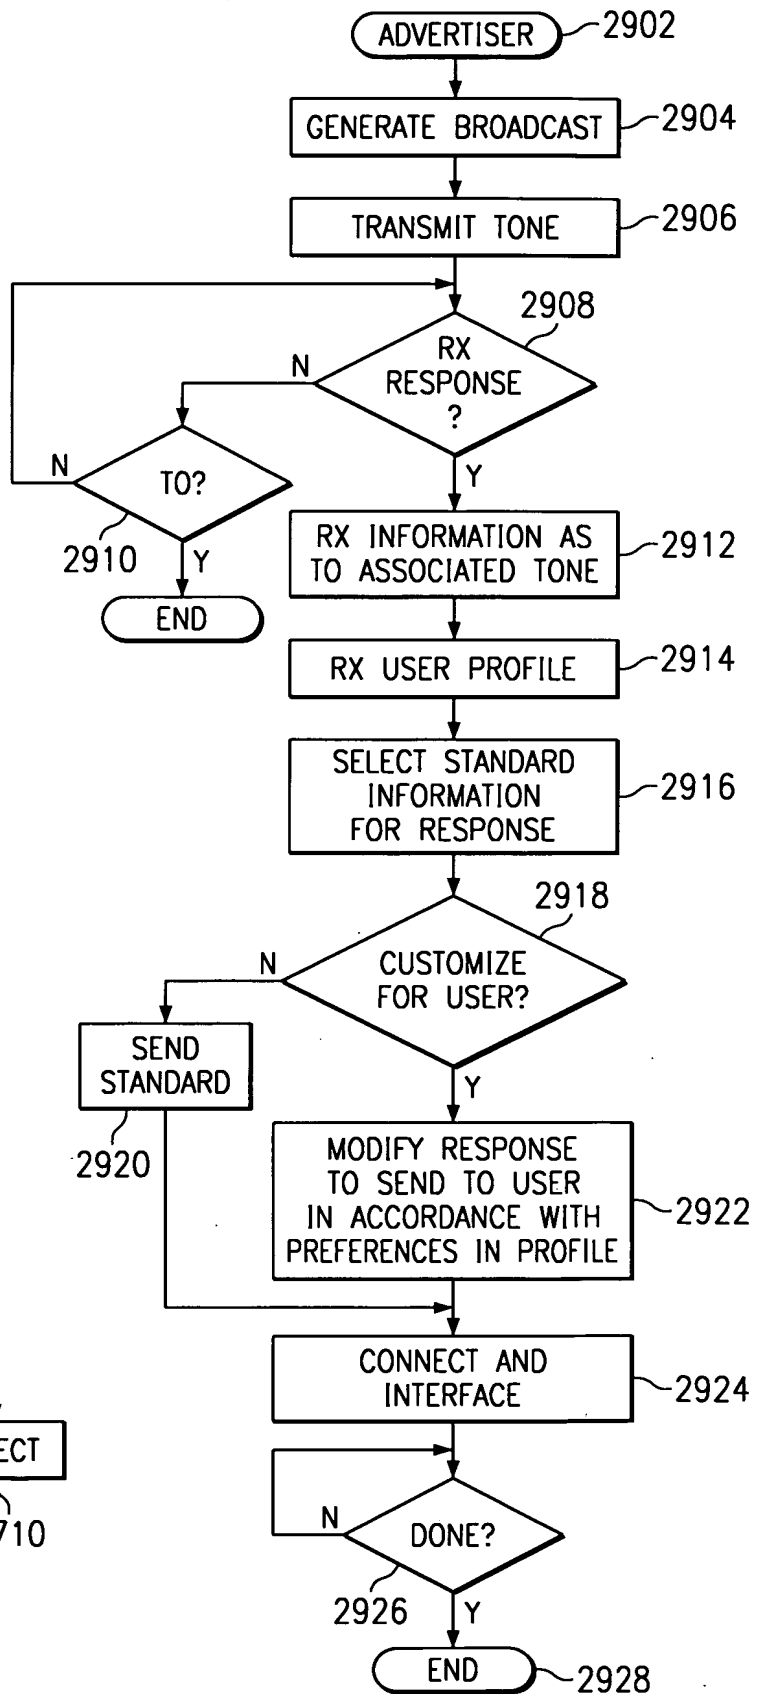 ADVERTISER
2902
GENERATE BROADCAST
2904
TRANSMIT TONE
2906
2908
RX
RESPONSE
?
N
Y
TO?
N
2910
Y
END
RX INFORMATION AS
TO ASSOCIATED TONE
2912
RX USER PROFILE
2914
SELECT STANDARD
INFORMATION
FOR RESPONSE
2916
2918
CUSTOMIZE
FOR USER?
N
Y
SEND
STANDARD
2920
MODIFY RESPONSE
TO SEND TO USER
IN ACCORDANCE WITH
PREFERENCES IN PROFILE
2922
CONNECT AND
INTERFACE
2924
ECT
710
DONE?
N
2926
Y
END
2928